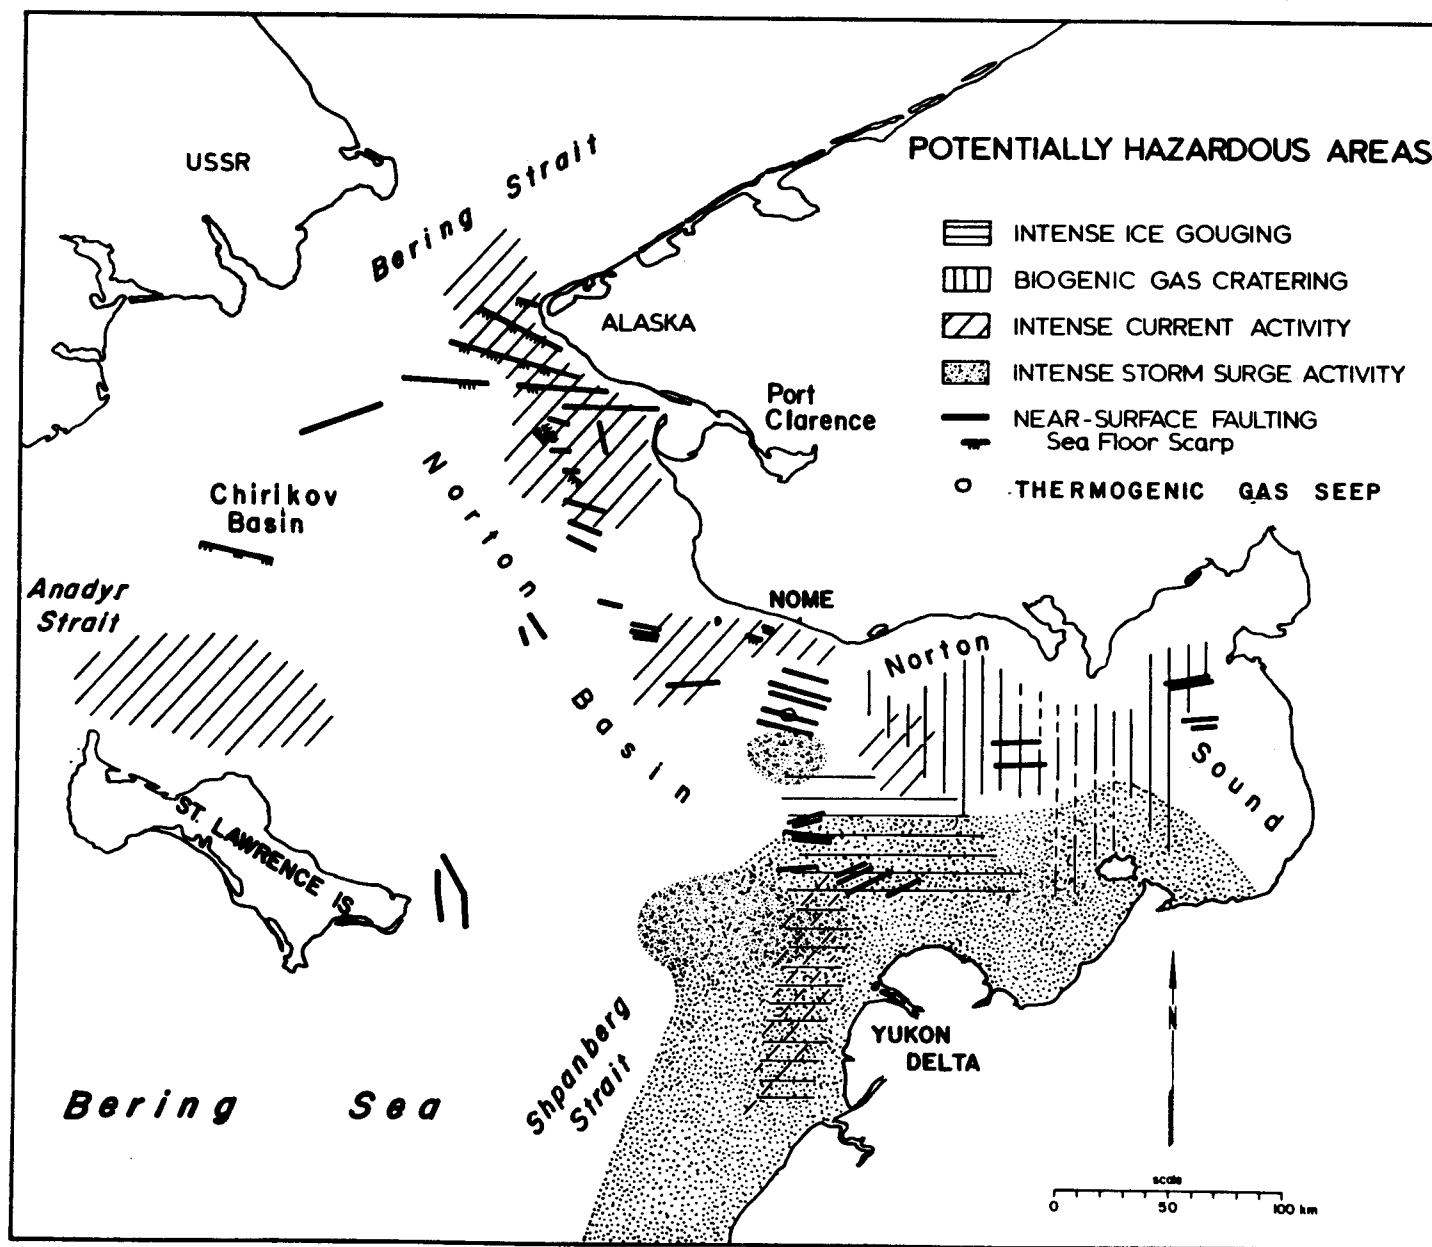 POTENTIALLY HAZARDOUS AREAS
INTENSE ICE GOUGING
BIOGENIC GAS CRATERING
INTENSE CURRENT ACTIVITY
INTENSE STORM SURGE ACTIVITY
NEAR-SURFACE FAULTING
Sea Floor Scarp
THERMOGENIC GAS SEEP
USSR
Bering Strait
ALASKA
Port
Clarence
Norton Basin
Chirikov
Basin
Anadyr
Strait
NOME
Norton Sound
ST. LAWRENCE IS.
Shpanberg
Strait
YUKON
DELTA
Bering Sea
N
scale
0 50 100 km